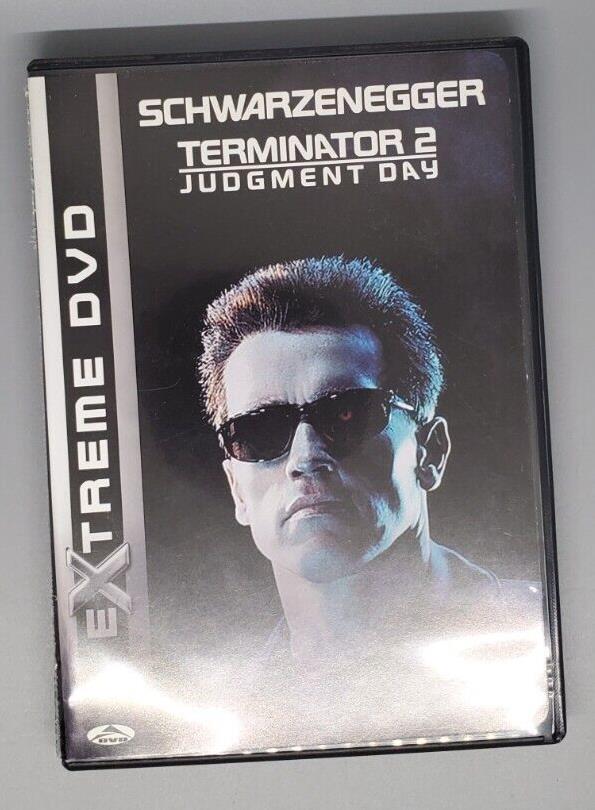 SCHWARZENEGGER
TERMINATOR 2
JUDGMENT DAY
EXTREME DVD
DVD